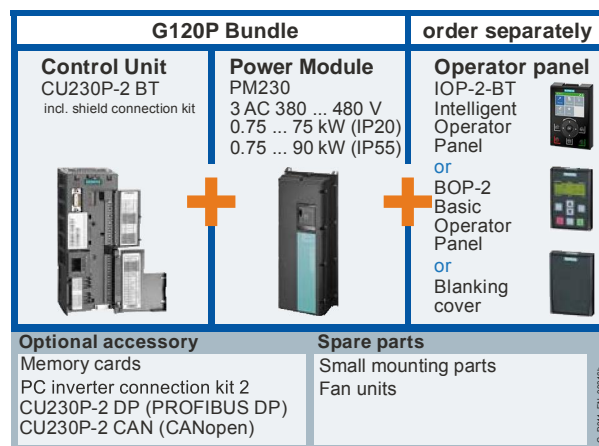 G120P Bundle
order separately
Control Unit
CU230P-2 BT
incl. shield connection kit
Power Module
PM230
3 AC 380 ... 480 V
0.75 ... 75 kW (IP20)
0.75 ... 90 kW (IP55)
Operator panel
IOP-2-BT
Intelligent
Operator
Panel
or
BOP-2
Basic
Operator
Panel
or
Blanking
cover
Optional accessory
Memory cards
PC inverter connection kit 2
CU230P-2 DP (PROFIBUS DP)
CU230P-2 CAN (CANopen)
Spare parts
Small mounting parts
Fan units